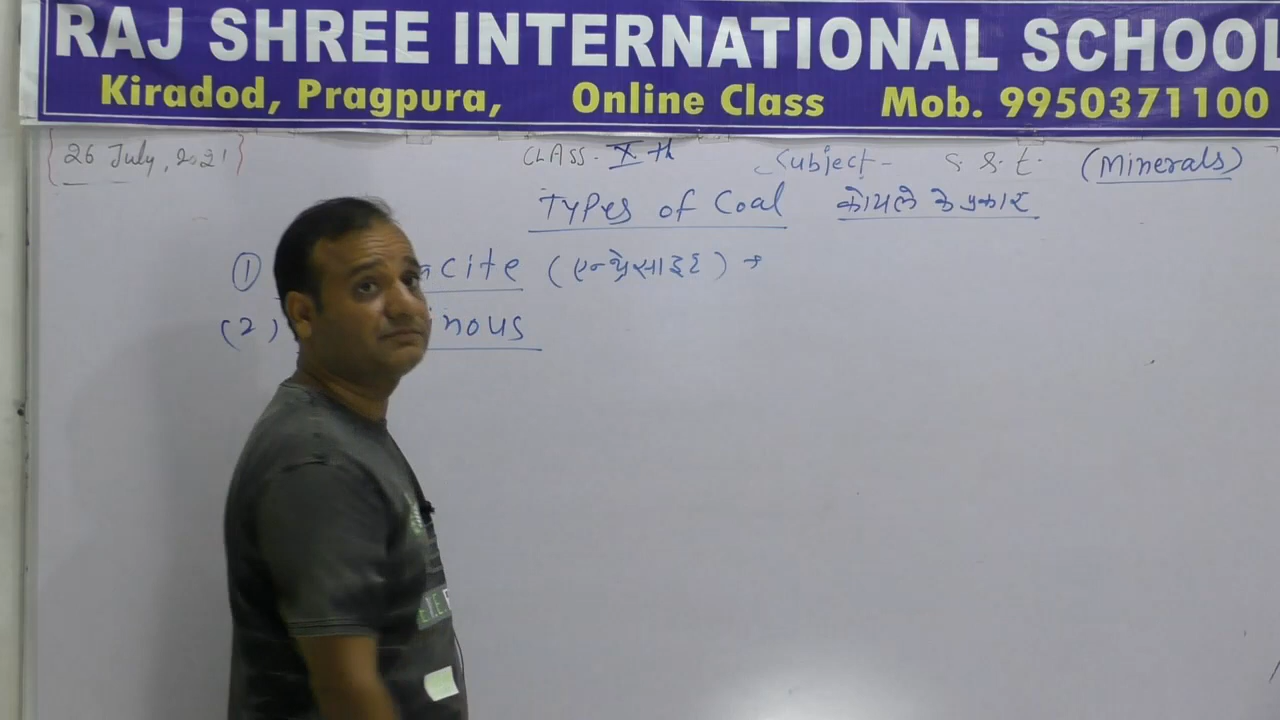 RAJ SHREE INTERNATIONAL SCHOOL
Kiradod, Pragpura, Online Class Mob. 9950371100
26 July, 2021 CLASS - X th Subject - S. S. t. (Minerals)
Types of Coal कोयले के प्रकार
① cite (एन्थ्रेसाइट) →
(2) inous